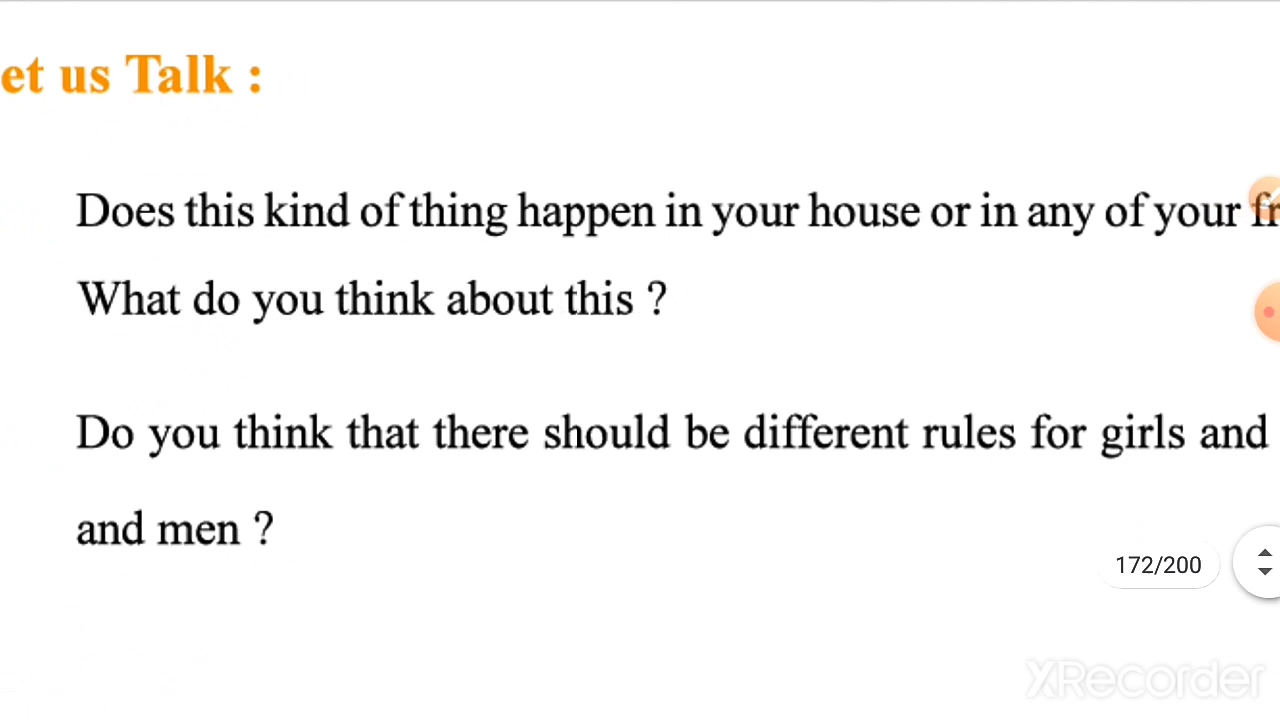 et us Talk :
Does this kind of thing happen in your house or in any of your
What do you think about this ?
Do you think that there should be different rules for girls and
and men ?
172/200
XRecorder